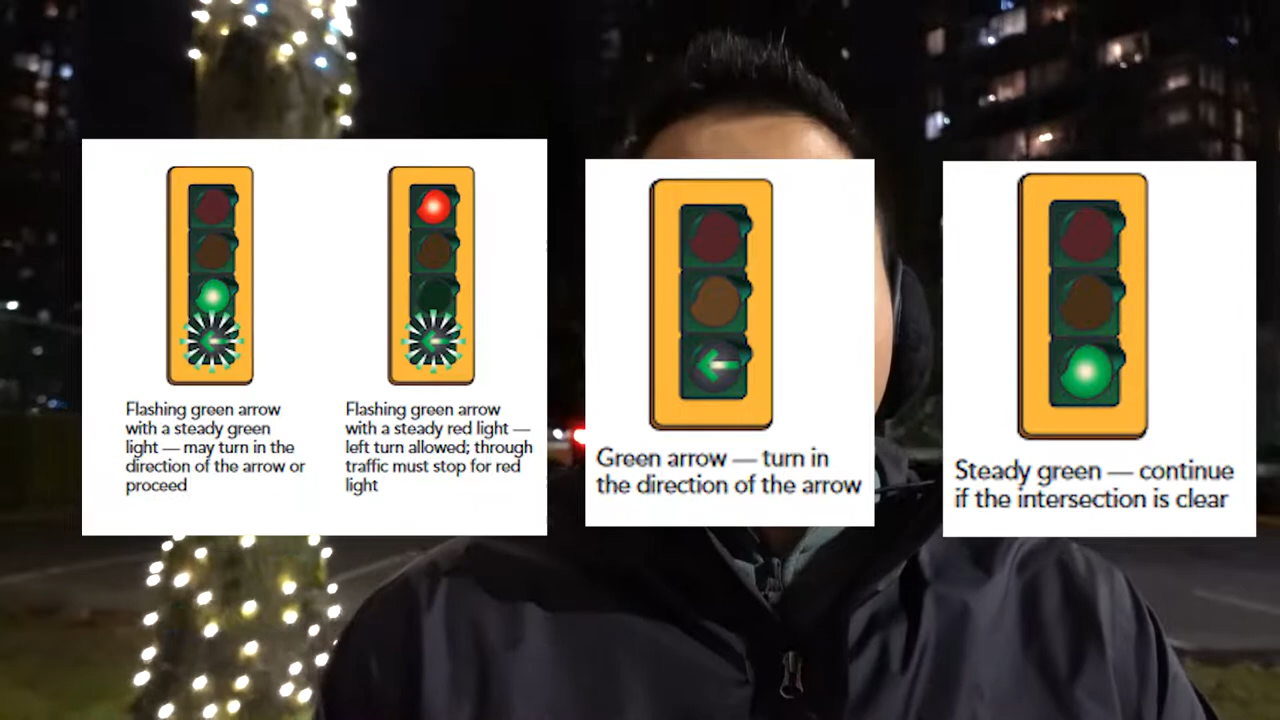 Flashing green arrow
with a steady green
light — may turn in the
direction of the arrow or
proceed
Flashing green arrow
with a steady red light —
left turn allowed; through
traffic must stop for red
light
Green arrow — turn in
the direction of the arrow
Steady green — continue
if the intersection is clear